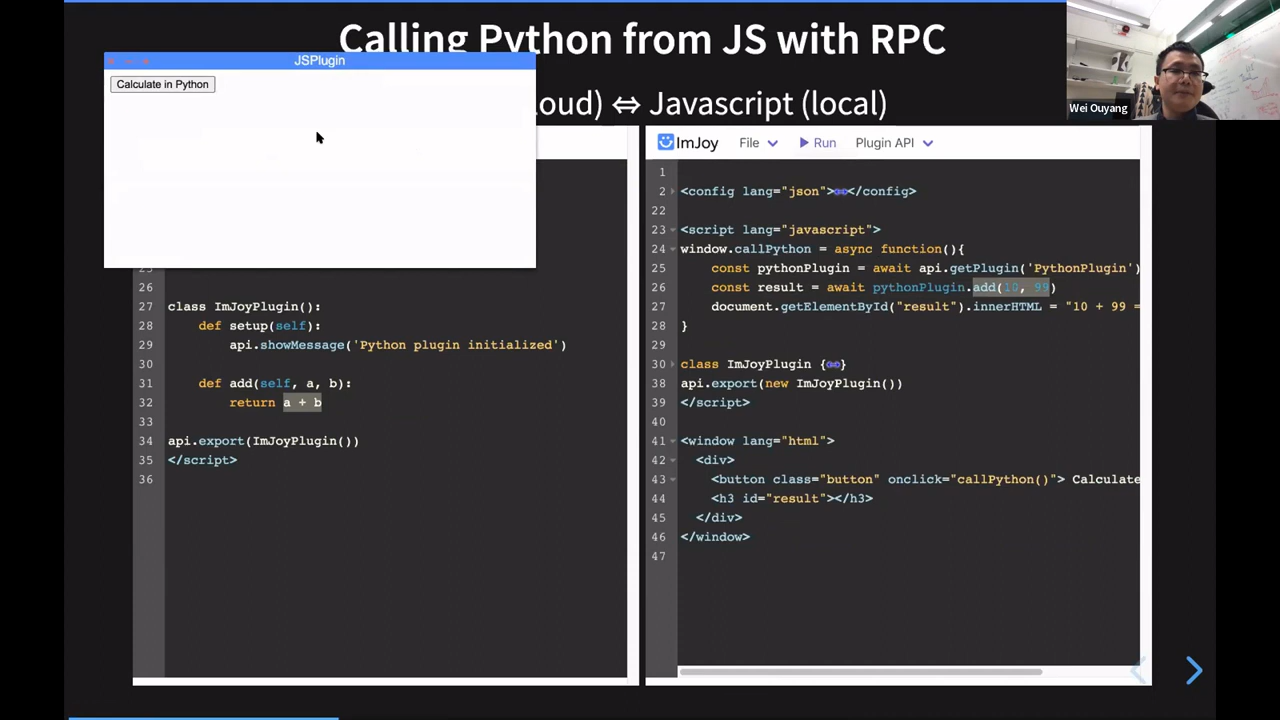 Calling Python from JS with RPC
JSPlugin
Calculate in Python
loud) ⇔ Javascript (local)
Wei Ouyang
25
26
27 class ImJoyPlugin():
28 def setup(self):
29 api.showMessage('Python plugin initialized')
30
31 def add(self, a, b):
32 return a + b
33
34 api.export(ImJoyPlugin())
35 </script>
36
ImJoy File Run Plugin API
1
2 <config lang="json"></config>
22
23 <script lang="javascript">
24 window.callPython = async function(){
25 const pythonPlugin = await api.getPlugin('PythonPlugin')
26 const result = await pythonPlugin.add(10, 99)
27 document.getElementById("result").innerHTML = "10 + 99 =
28 }
29
30 class ImJoyPlugin {}
38 api.export(new ImJoyPlugin())
39 </script>
40
41 <window lang="html">
42 <div>
43 <button class="button" onclick="callPython()"> Calculate
44 <h3 id="result"></h3>
45 </div>
46 </window>
47